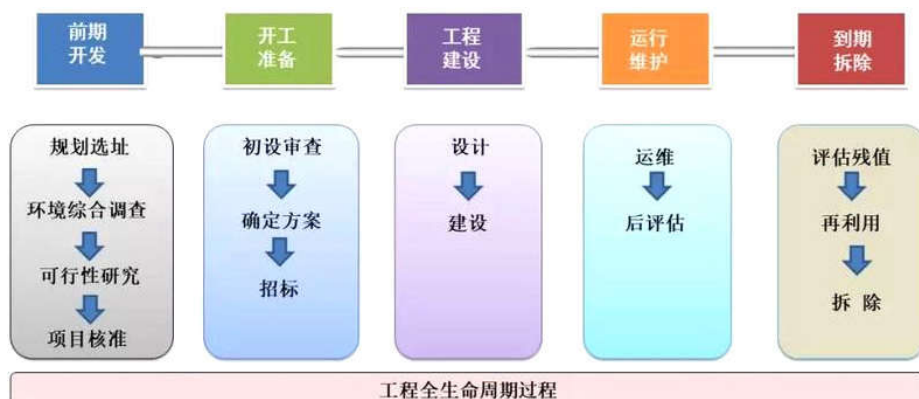 前期
开发
开工
准备
工程
建设
运行
维护
到期
拆除
规划选址
环境综合调查
可行性研究
项目核准
初设审查
确定方案
招标
设计
建设
运维
后评估
评估残值
再利用
拆 除
工程全生命周期过程